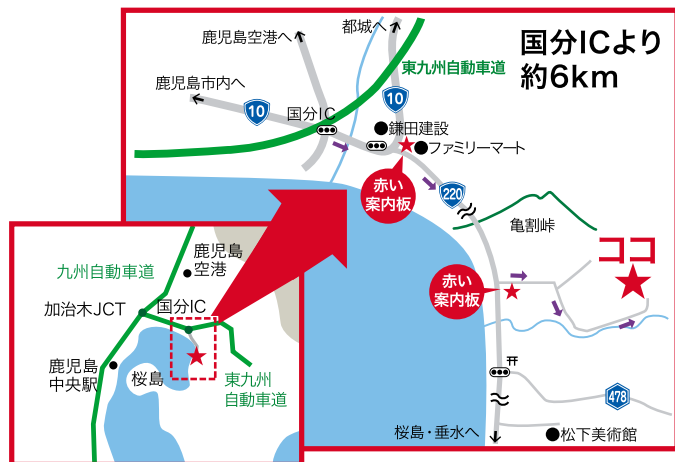 国分ICより
約6km
都城へ
鹿児島空港へ
東九州自動車道
鹿児島市内へ
10
10
国分IC
鎌田建設
ファミリーマート
赤い
案内板
220
亀割峠
ココ
赤い
案内板
478
桜島・垂水へ
松下美術館
鹿児島
空港
九州自動車道
加治木JCT
国分IC
鹿児島
中央駅
桜島
東九州
自動車道